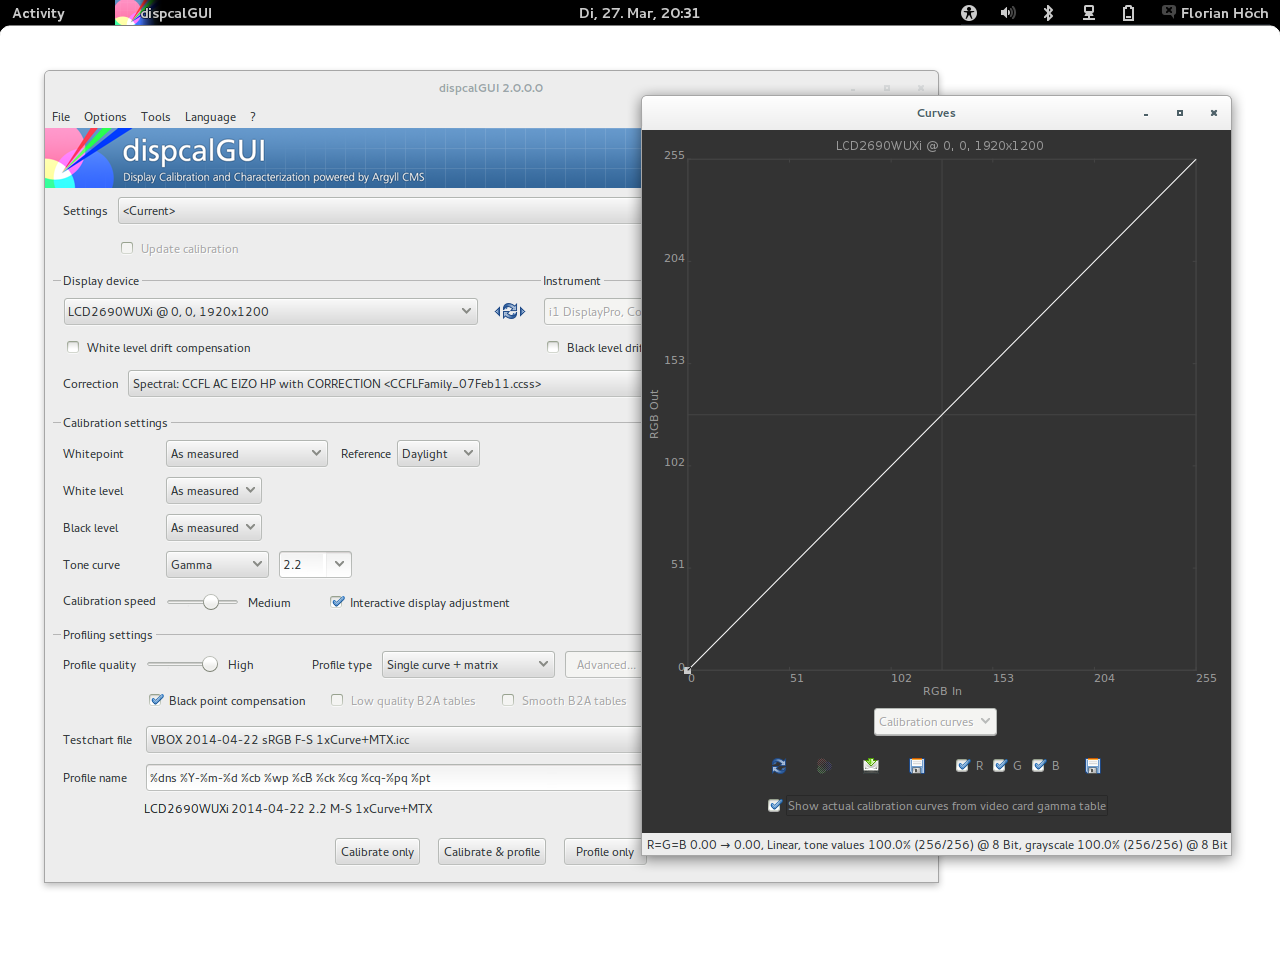 Activity dispcalGUI Di, 27. Mar, 20:31 Florian Höch
dispcalGUI 2.0.0.0
File Options Tools Language ?
dispcalGUI
Display Calibration and Characterization powered by Argyll CMS
Settings <Current>
Update calibration
Display device Instrument
LCD2690WUXi @ 0, 0, 1920x1200 i1 DisplayPro, Co
White level drift compensation Black level drif
Correction Spectral: CCFL AC EIZO HP with CORRECTION <CCFLFamily_07Feb11.ccss>
Calibration settings
Whitepoint As measured Reference Daylight
White level As measured
Black level As measured
Tone curve Gamma 2.2
Calibration speed Medium Interactive display adjustment
Profiling settings
Profile quality High Profile type Single curve + matrix Advanced...
Black point compensation Low quality B2A tables Smooth B2A tables
Testchart file VBOX 2014-04-22 sRGB F-S 1xCurve+MTX.icc
Profile name %dns %Y-%m-%d %cb %wp %cB %ck %cg %cq-%pq %pt
LCD2690WUXi 2014-04-22 2.2 M-S 1xCurve+MTX
Calibrate only Calibrate & profile Profile only
Curves
LCD2690WUXi @ 0, 0, 1920x1200
255
204
153
RGB Out
102
51
0
0 51 102 153 204 255
RGB In
Calibration curves
R G B
Show actual calibration curves from video card gamma table
R=G=B 0.00 → 0.00, Linear, tone values 100.0% (256/256) @ 8 Bit, grayscale 100.0% (256/256) @ 8 Bit